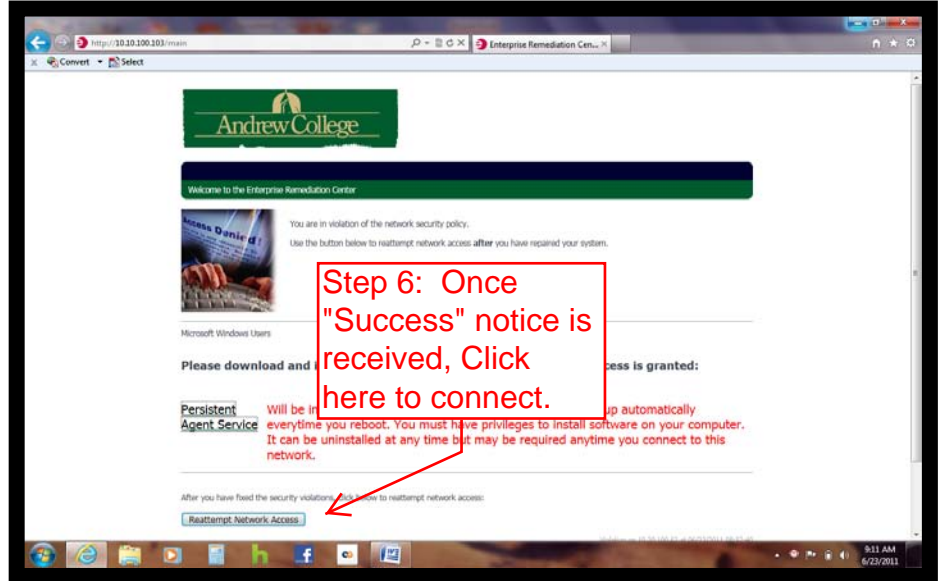 http://10.10.100.103/main
Enterprise Remediation Cen...
x Convert Select
Andrew College
Welcome to the Enterprise Remediation Center
Access Denied!
You are in violation of the network security policy.
Use the button below to reattempt network access after you have repaired your system.
Step 6: Once
"Success" notice is
received, Click
here to connect.
Microsoft Windows Users
Please download and cess is granted:
Persistent
Agent Service
Will be in up automatically
everytime you reboot. You must have privileges to install software on your computer.
It can be uninstalled at any time but may be required anytime you connect to this
network.
After you have fixed the security violations, click below to reattempt network access:
Reattempt Network Access
9:11 AM
6/23/2011